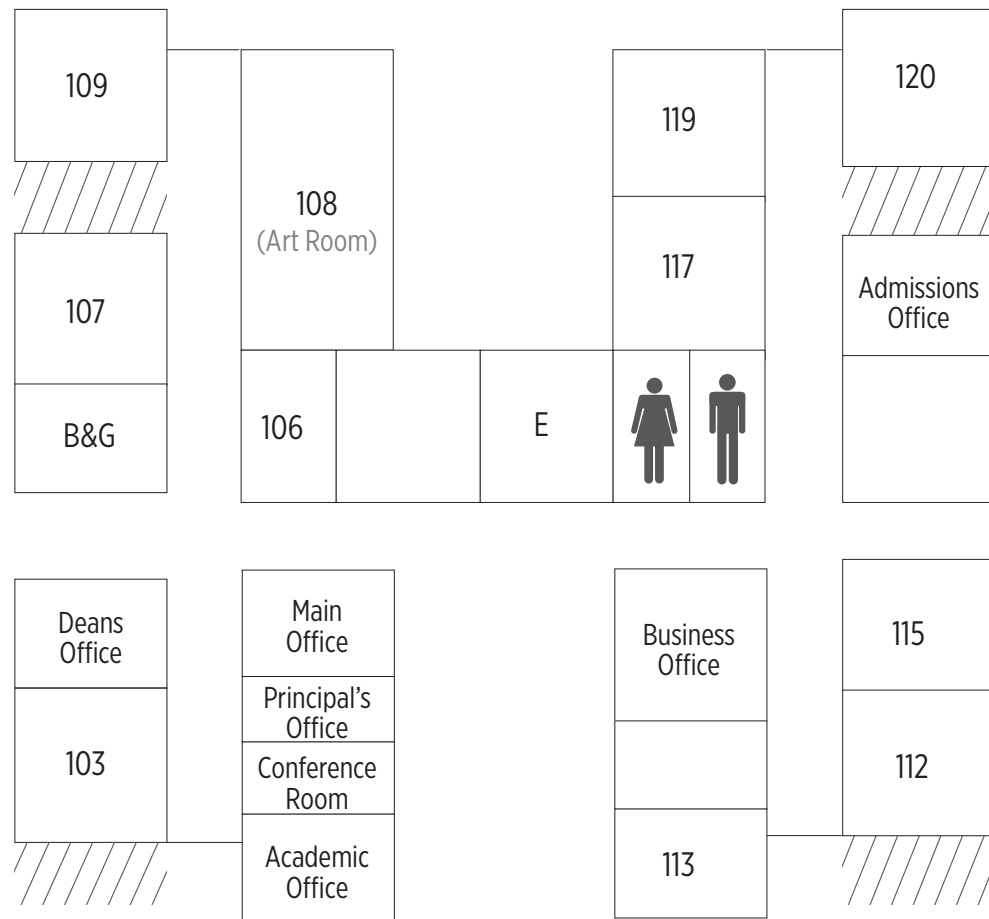 109
120
119
108
(Art Room)
117
107
Admissions
Office
B&G
106
E
Deans
Office
Main
Office
Business
Office
115
Principal’s
Office
103
Conference
Room
112
Academic
Office
113